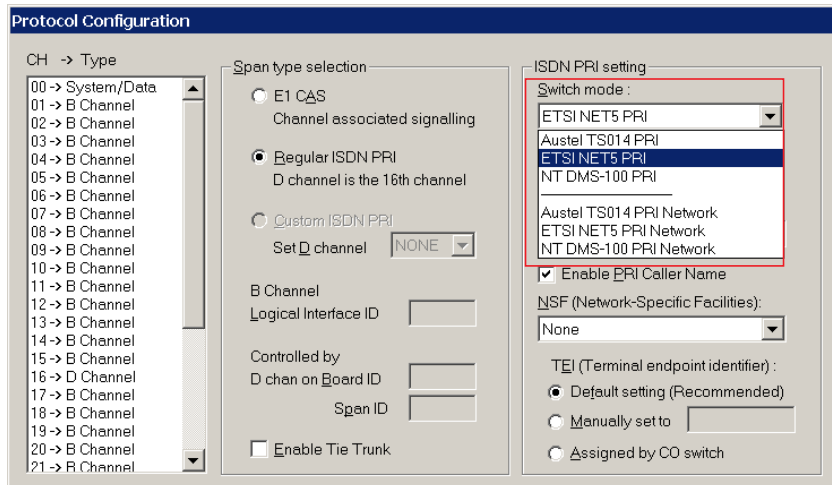 Protocol Configuration
CH -> Type
00 -> System/Data
01 -> B Channel
02 -> B Channel
03 -> B Channel
04 -> B Channel
05 -> B Channel
06 -> B Channel
07 -> B Channel
08 -> B Channel
09 -> B Channel
10 -> B Channel
11 -> B Channel
12 -> B Channel
13 -> B Channel
14 -> B Channel
15 -> B Channel
16 -> D Channel
17 -> B Channel
18 -> B Channel
19 -> B Channel
20 -> B Channel
21 -> B Channel
Span type selection
E1 CAS
Channel associated signalling
Regular ISDN PRI
D channel is the 16th channel
Custom ISDN PRI
Set D channel NONE
B Channel
Logical Interface ID
Controlled by
D chan on Board ID
Span ID
Enable Tie Trunk
ISDN PRI setting
Switch mode :
ETSI NET5 PRI
Austel TS014 PRI
ETSI NET5 PRI
NT DMS-100 PRI
Austel TS014 PRI Network
ETSI NET5 PRI Network
NT DMS-100 PRI Network
Enable PRI Caller Name
NSF (Network-Specific Facilities):
None
TEI (Terminal endpoint identifier) :
Default setting (Recommended)
Manually set to
Assigned by CO switch